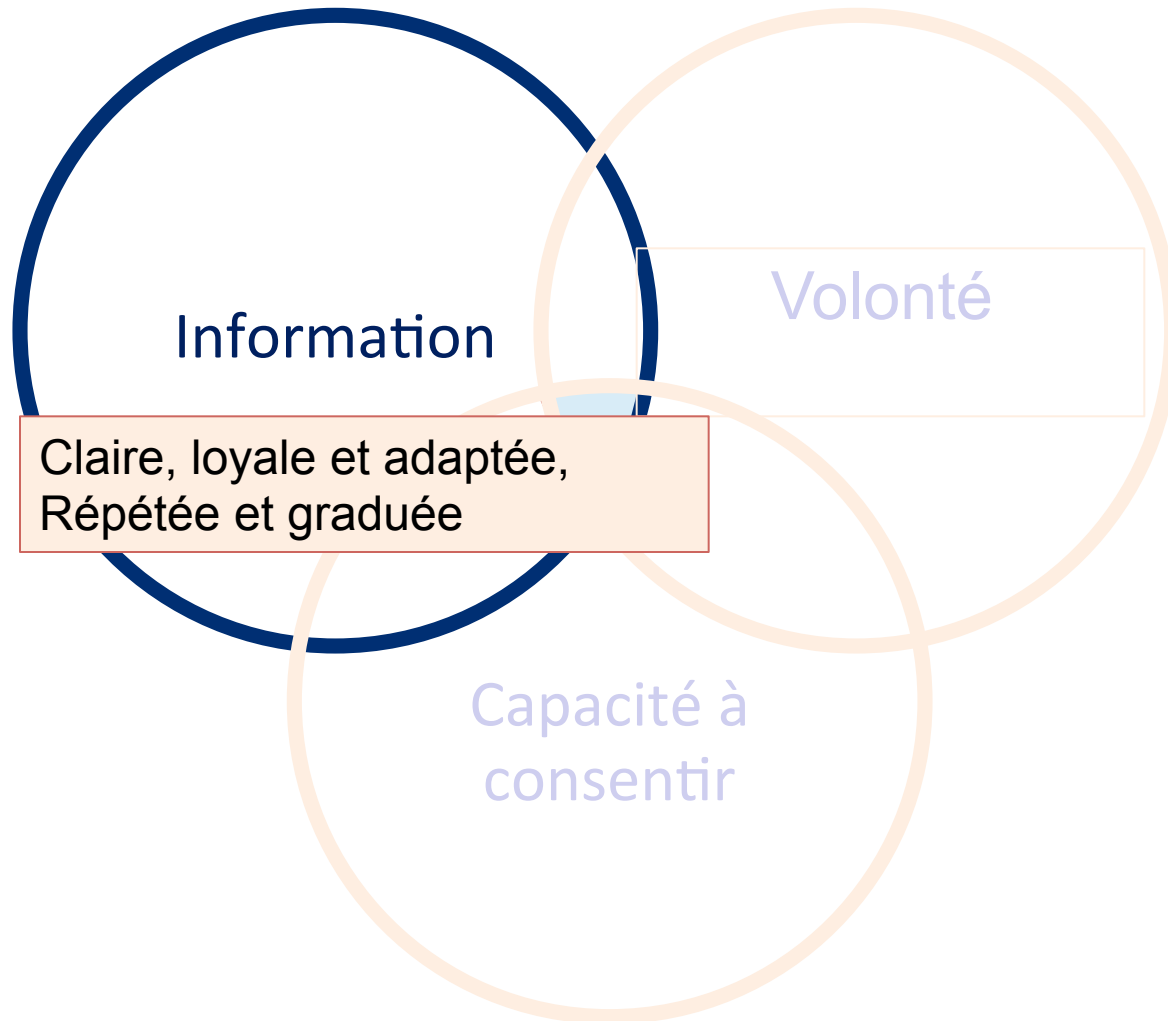 Information
Volonté
Claire, loyale et adaptée,
Répétée et graduée
Capacité à
consentir